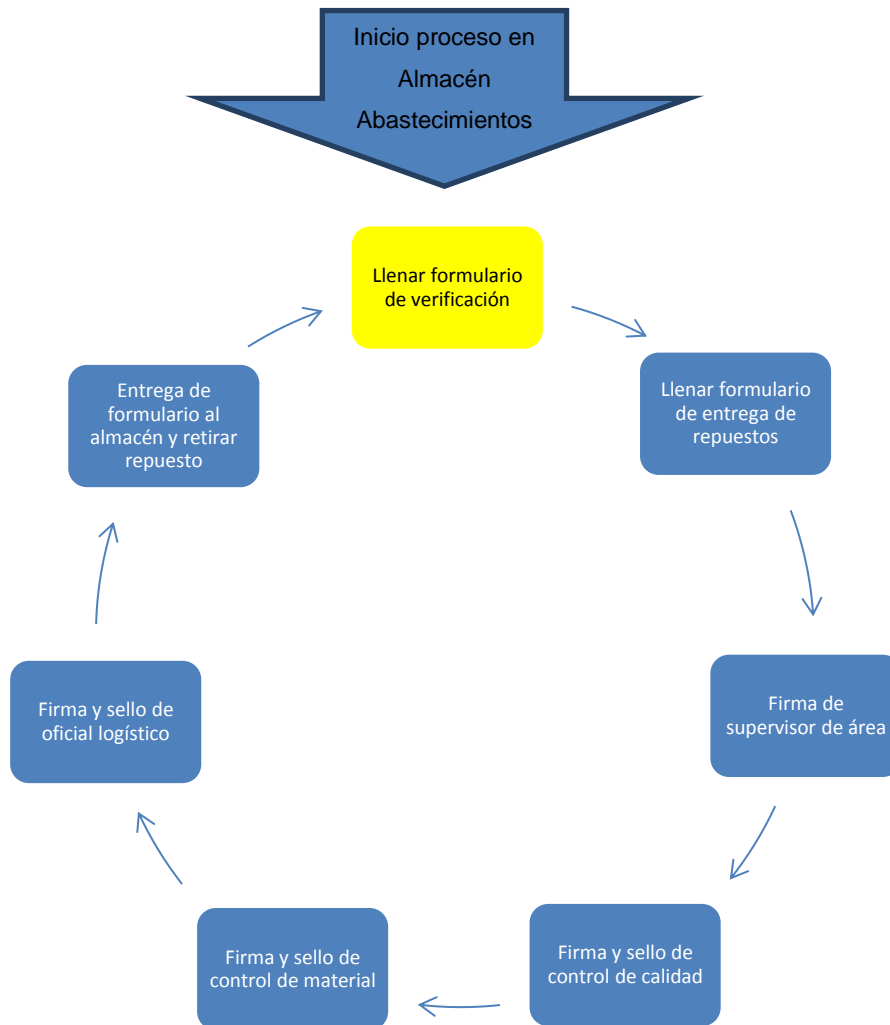 Inicio proceso en
Almacén
Abastecimientos
Llenar formulario
de verificación
Llenar formulario
de entrega de
repuestos
Firma de
supervisor de área
Firma y sello de
control de calidad
Firma y sello de
control de material
Firma y sello de
oficial logístico
Entrega de
formulario al
almacén y retirar
repuesto